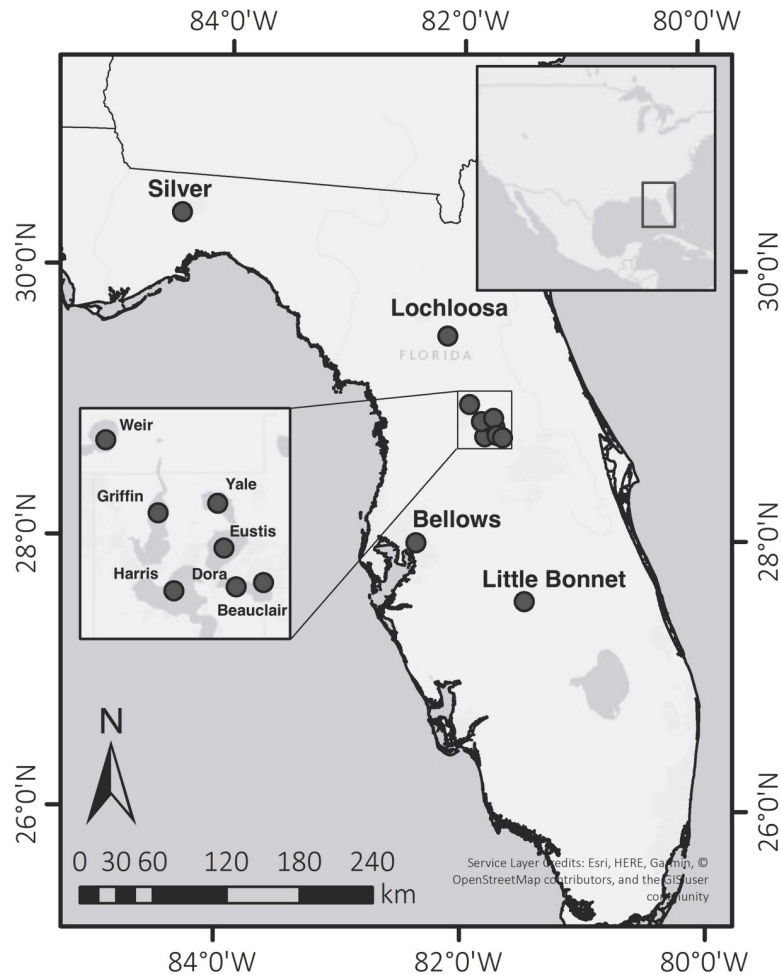 84°0'W 82°0'W 80°0'W
Silver
30°0'N
30°0'N
Lochloosa
FLORIDA
Weir
Griffin
Yale
Eustis
Harris
Dora
Beauclair
28°0'N
28°0'N
Bellows
Little Bonnet
N
26°0'N
26°0'N
0 30 60 120 180 240
km
Service Layer Credits: Esri, HERE, Garmin, ©
OpenStreetMap contributors, and the GIS user
community
84°0'W 82°0'W 80°0'W